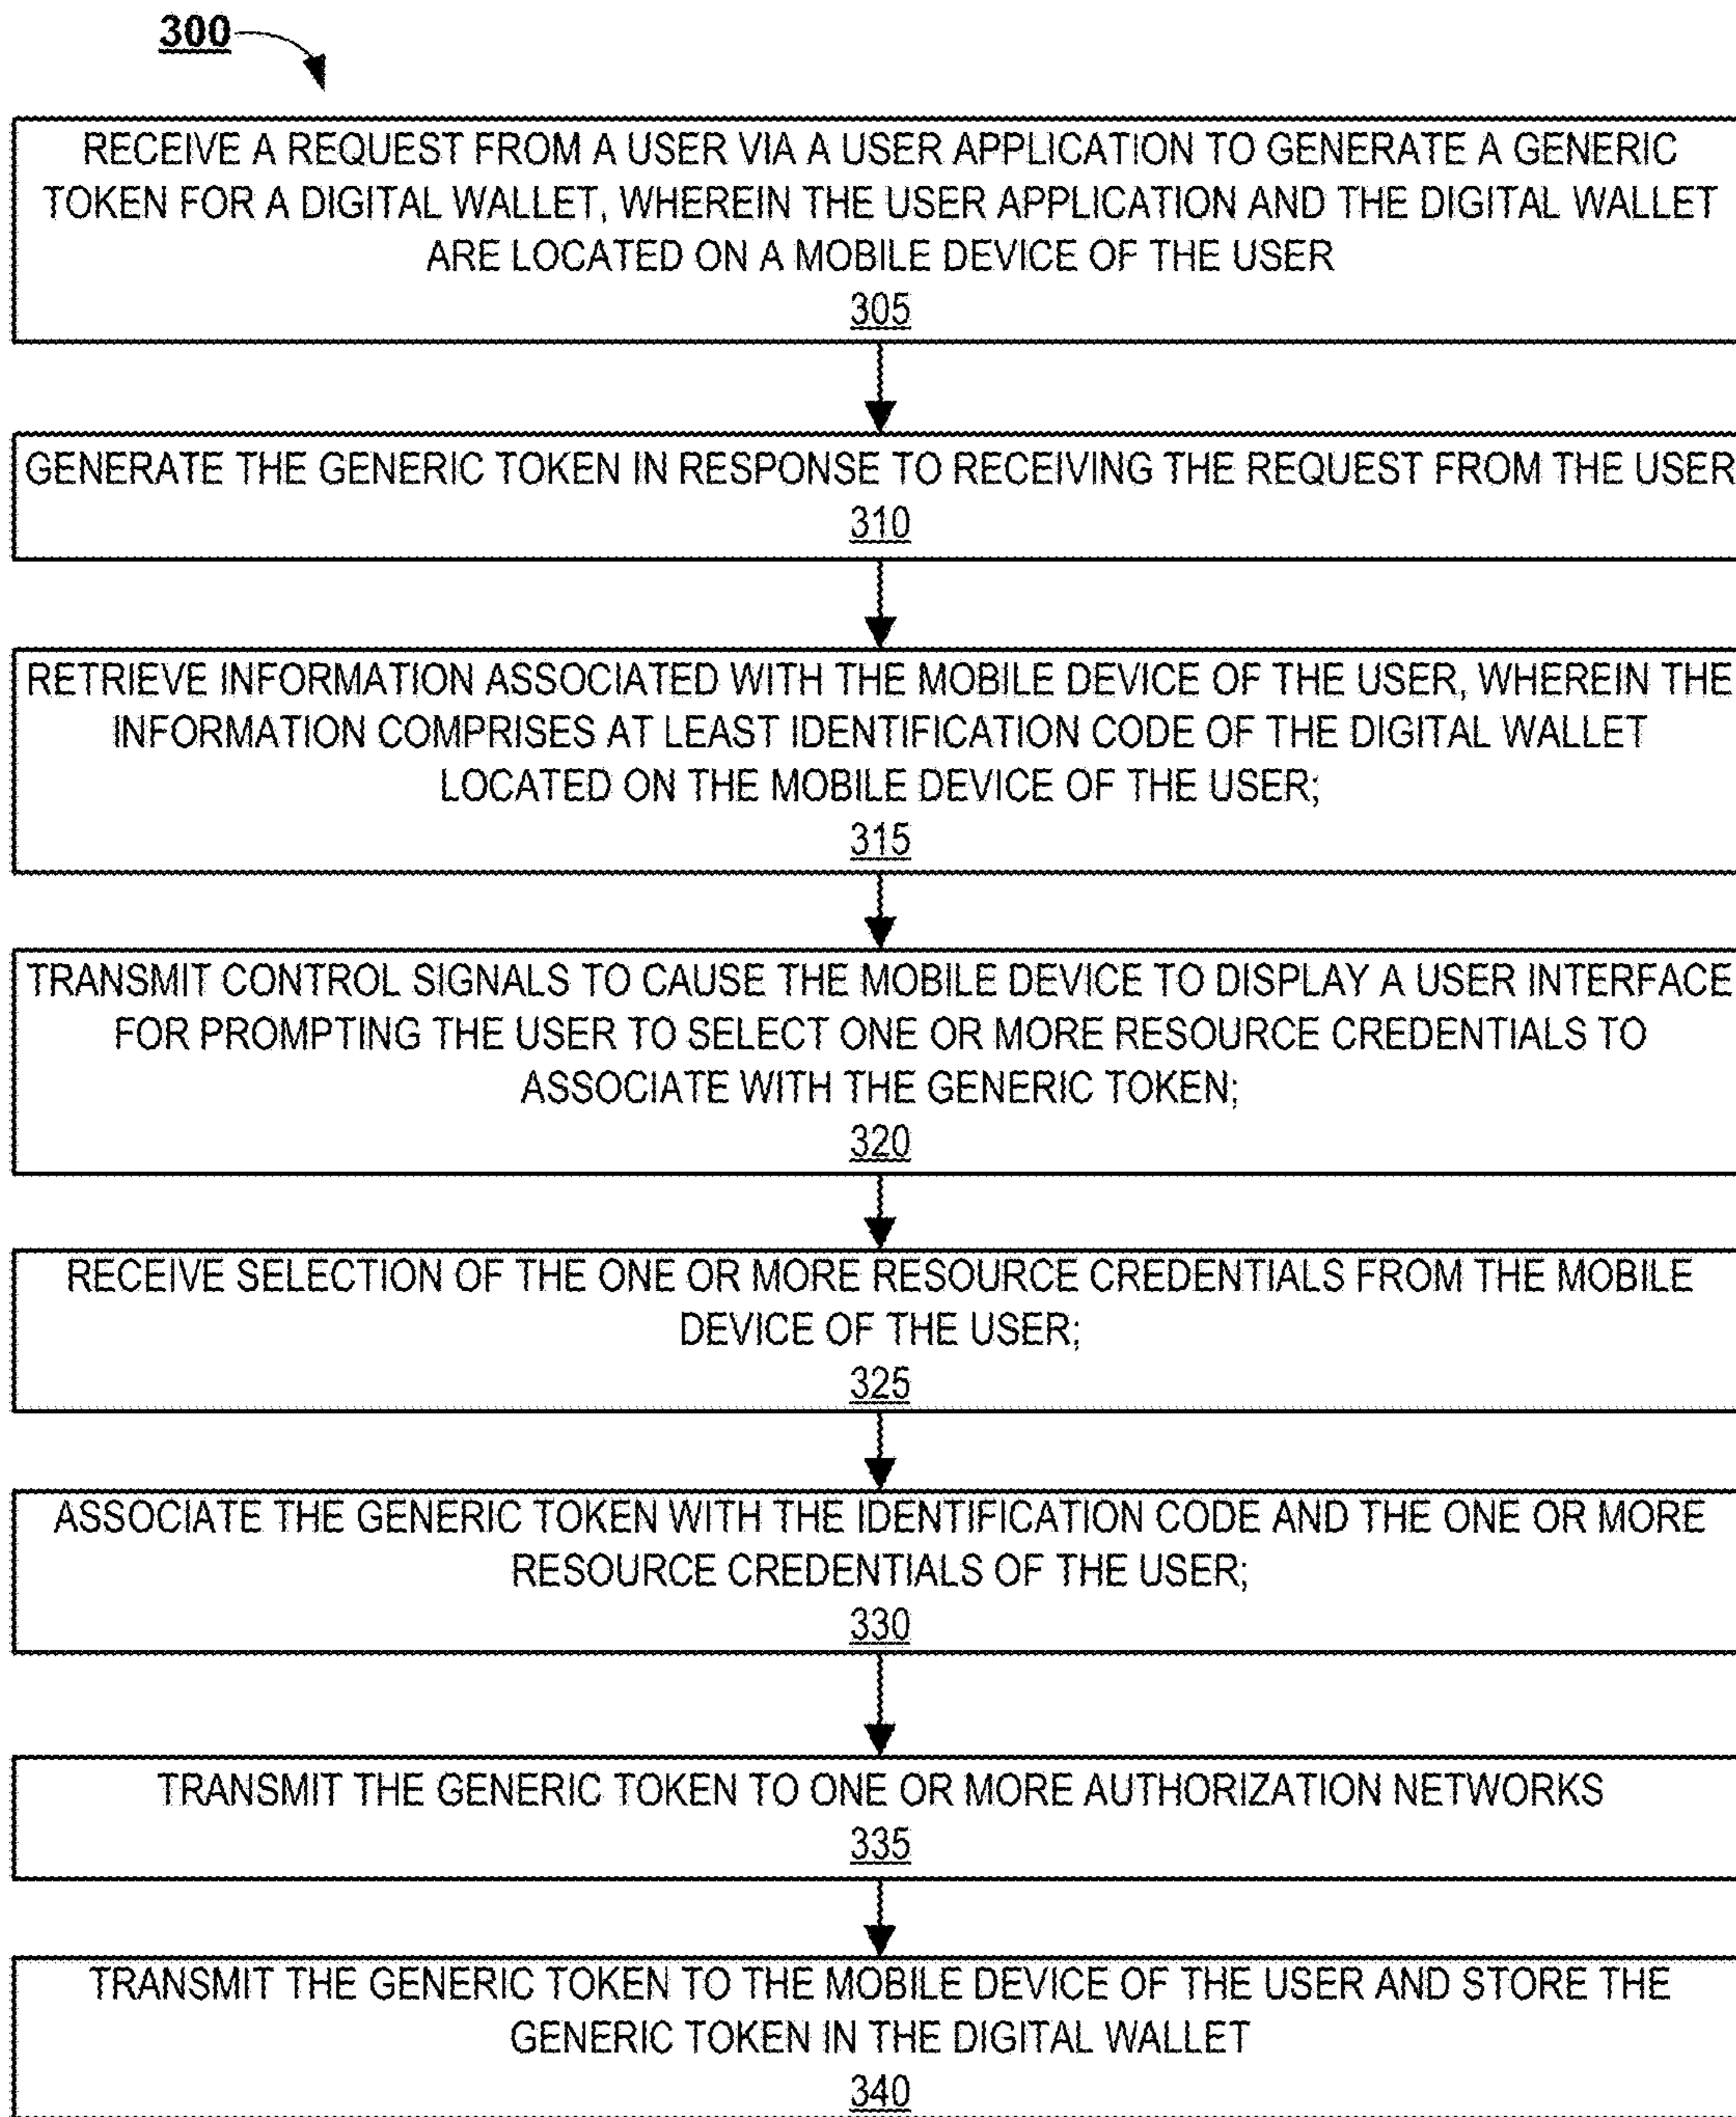 300
RECEIVE A REQUEST FROM A USER VIA A USER APPLICATION TO GENERATE A GENERIC
TOKEN FOR A DIGITAL WALLET, WHEREIN THE USER APPLICATION AND THE DIGITAL WALLET
ARE LOCATED ON A MOBILE DEVICE OF THE USER
305
GENERATE THE GENERIC TOKEN IN RESPONSE TO RECEIVING THE REQUEST FROM THE USER
310
RETRIEVE INFORMATION ASSOCIATED WITH THE MOBILE DEVICE OF THE USER, WHEREIN THE
INFORMATION COMPRISES AT LEAST IDENTIFICATION CODE OF THE DIGITAL WALLET
LOCATED ON THE MOBILE DEVICE OF THE USER;
315
TRANSMIT CONTROL SIGNALS TO CAUSE THE MOBILE DEVICE TO DISPLAY A USER INTERFACE
FOR PROMPTING THE USER TO SELECT ONE OR MORE RESOURCE CREDENTIALS TO
ASSOCIATE WITH THE GENERIC TOKEN;
320
RECEIVE SELECTION OF THE ONE OR MORE RESOURCE CREDENTIALS FROM THE MOBILE
DEVICE OF THE USER;
325
ASSOCIATE THE GENERIC TOKEN WITH THE IDENTIFICATION CODE AND THE ONE OR MORE
RESOURCE CREDENTIALS OF THE USER;
330
TRANSMIT THE GENERIC TOKEN TO ONE OR MORE AUTHORIZATION NETWORKS
335
TRANSMIT THE GENERIC TOKEN TO THE MOBILE DEVICE OF THE USER AND STORE THE
GENERIC TOKEN IN THE DIGITAL WALLET
340